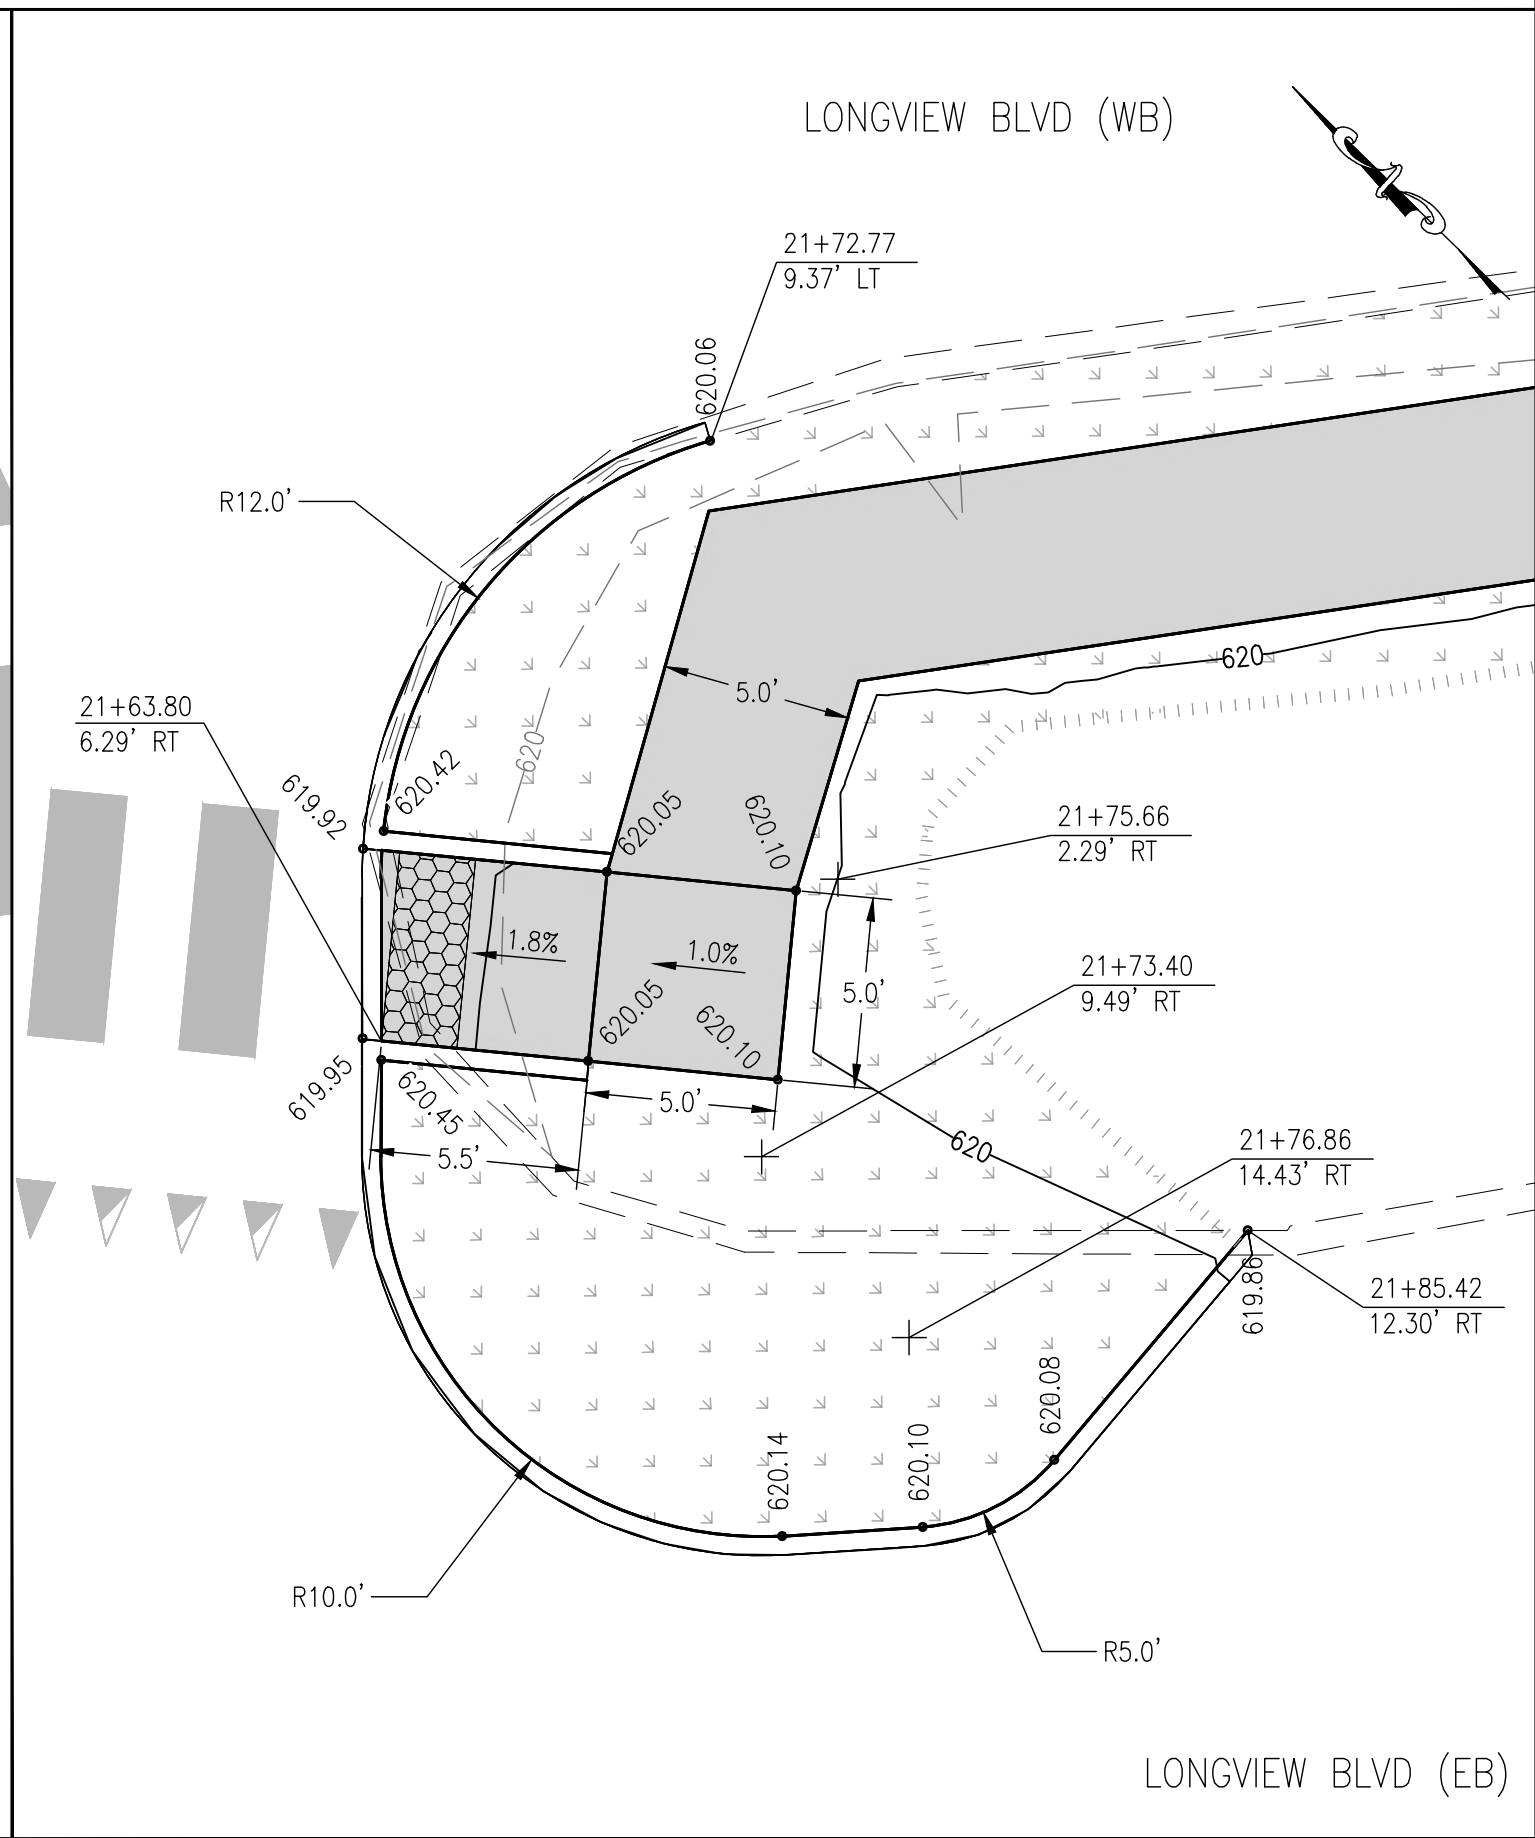 LONGVIEW BLVD (WB)
21+72.77
9.37' LT
620.06
R12.0'
620
5.0'
21+63.80
6.29' RT
620
620.42
619.92
620.05
620.10
21+75.66
2.29' RT
1.8%
1.0%
21+73.40
9.49' RT
5.0'
620.05
620.10
619.95
620.45
5.0'
5.5'
620
21+76.86
14.43' RT
619.86
21+85.42
12.30' RT
620.08
620.10
620.14
R10.0'
R5.0'
LONGVIEW BLVD (EB)